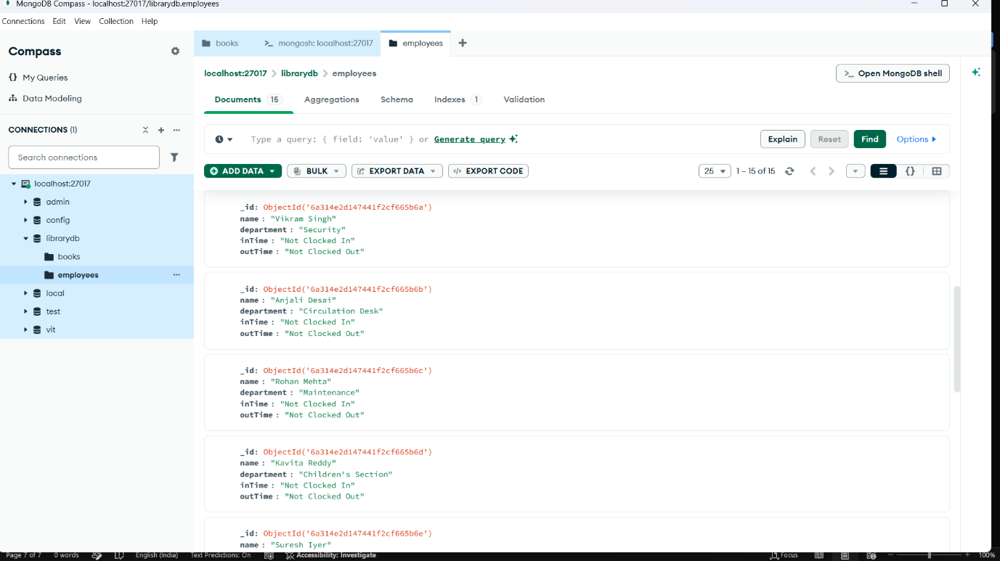 MongoDB Compass - localhost:27017/librarydb.employees
Connections Edit View Collection Help
Compass
{} My Queries
Data Modeling
CONNECTIONS (1)
Search connections
localhost:27017
admin
config
librarydb
books
employees
local
test
vit
books
>_ mongosh: localhost:27017
employees
localhost:27017 > librarydb > employees
>_ Open MongoDB shell
Documents 15 Aggregations Schema Indexes 1 Validation
Type a query: { field: 'value' } or Generate query
Explain Reset Find Options
ADD DATA BULK EXPORT DATA </> EXPORT CODE
25 1 – 15 of 15 {}
_id: ObjectId('6a314e2d147441f2cf665b6a')
name : "Vikram Singh"
department : "Security"
inTime : "Not Clocked In"
outTime : "Not Clocked Out"
_id: ObjectId('6a314e2d147441f2cf665b6b')
name : "Anjali Desai"
department : "Circulation Desk"
inTime : "Not Clocked In"
outTime : "Not Clocked Out"
_id: ObjectId('6a314e2d147441f2cf665b6c')
name : "Rohan Mehta"
department : "Maintenance"
inTime : "Not Clocked In"
outTime : "Not Clocked Out"
_id: ObjectId('6a314e2d147441f2cf665b6d')
name : "Kavita Reddy"
department : "Children's Section"
inTime : "Not Clocked In"
outTime : "Not Clocked Out"
_id: ObjectId('6a314e2d147441f2cf665b6e')
name : "Suresh Iyer"
Page 7 of 7 0 words English (India) Text Predictions: On Accessibility: Investigate Focus 100%